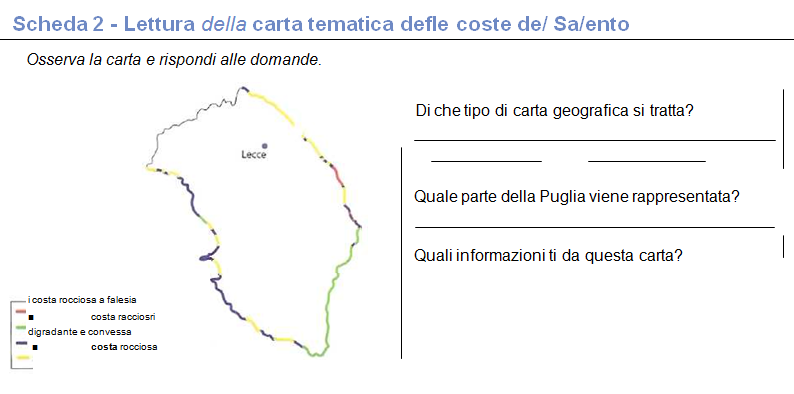 Scheda 2 - Lettura della carta tematica defle coste de/ Sa/ento
Osserva la carta e rispondi alle domande.
Lecce
i costa rocciosa a falesia
■ costa racciosri
digradante e convessa
■ costa rocciosa
Di che tipo di carta geografica si tratta?
Quale parte della Puglia viene rappresentata?
Quali informazioni ti da questa carta?